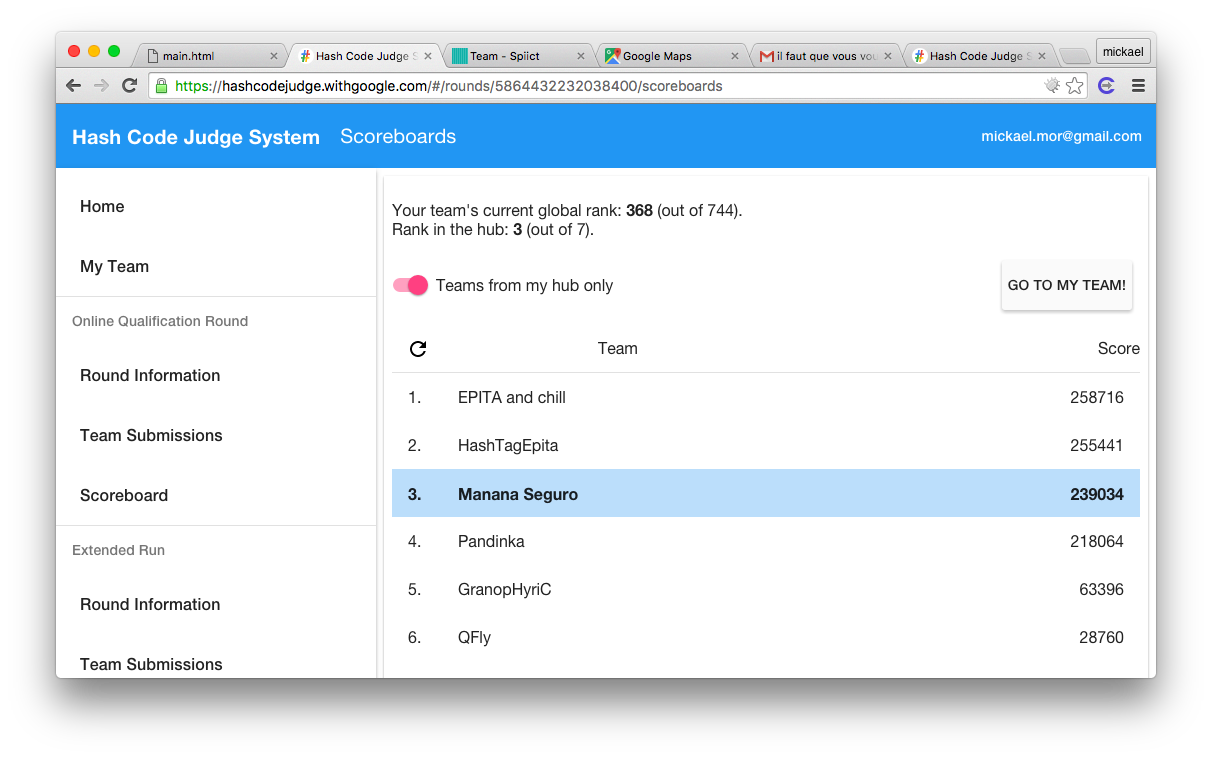 main.html
Hash Code Judge S
Team - Spiict
Google Maps
il faut que vous vou
Hash Code Judge S
mickael
https://hashcodejudge.withgoogle.com/#/rounds/5864432232038400/scoreboards
Hash Code Judge System Scoreboards mickael.mor@gmail.com
Home
My Team
Online Qualification Round
Round Information
Team Submissions
Scoreboard
Extended Run
Round Information
Team Submissions
Your team's current global rank: 368 (out of 744).
Rank in the hub: 3 (out of 7).
Teams from my hub only
GO TO MY TEAM!
Team Score
1. EPITA and chill 258716
2. HashTagEpita 255441
3. Manana Seguro 239034
4. Pandinka 218064
5. GranopHyriC 63396
6. QFly 28760